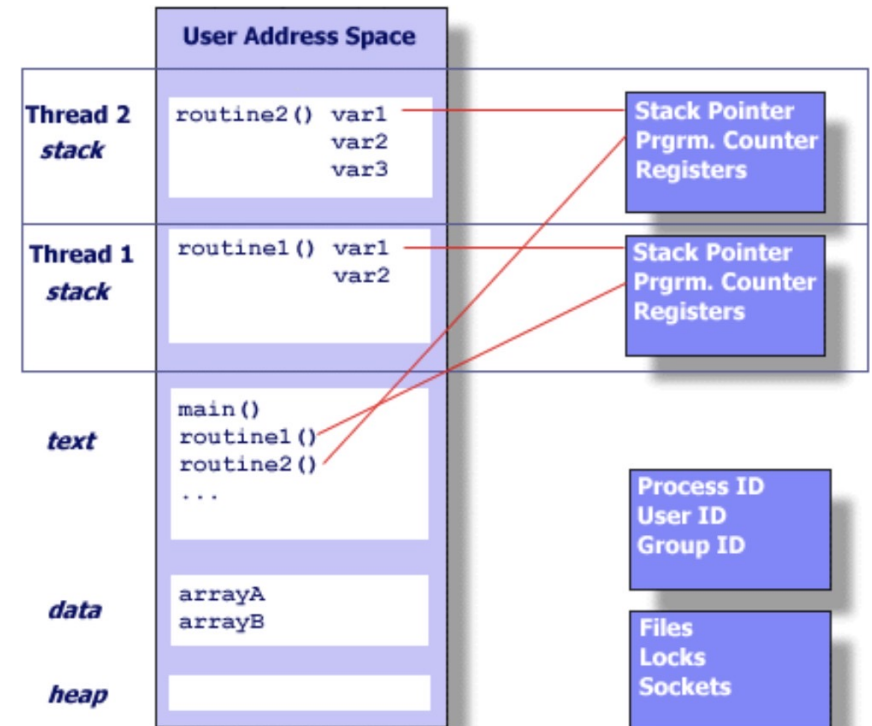 User Address Space
Thread 2
stack
routine2() var1
var2
var3
Stack Pointer
Prgrm. Counter
Registers
Thread 1
stack
routine1() var1
var2
Stack Pointer
Prgrm. Counter
Registers
text
main()
routine1()
routine2()
...
Process ID
User ID
Group ID
data
arrayA
arrayB
Files
Locks
Sockets
heap